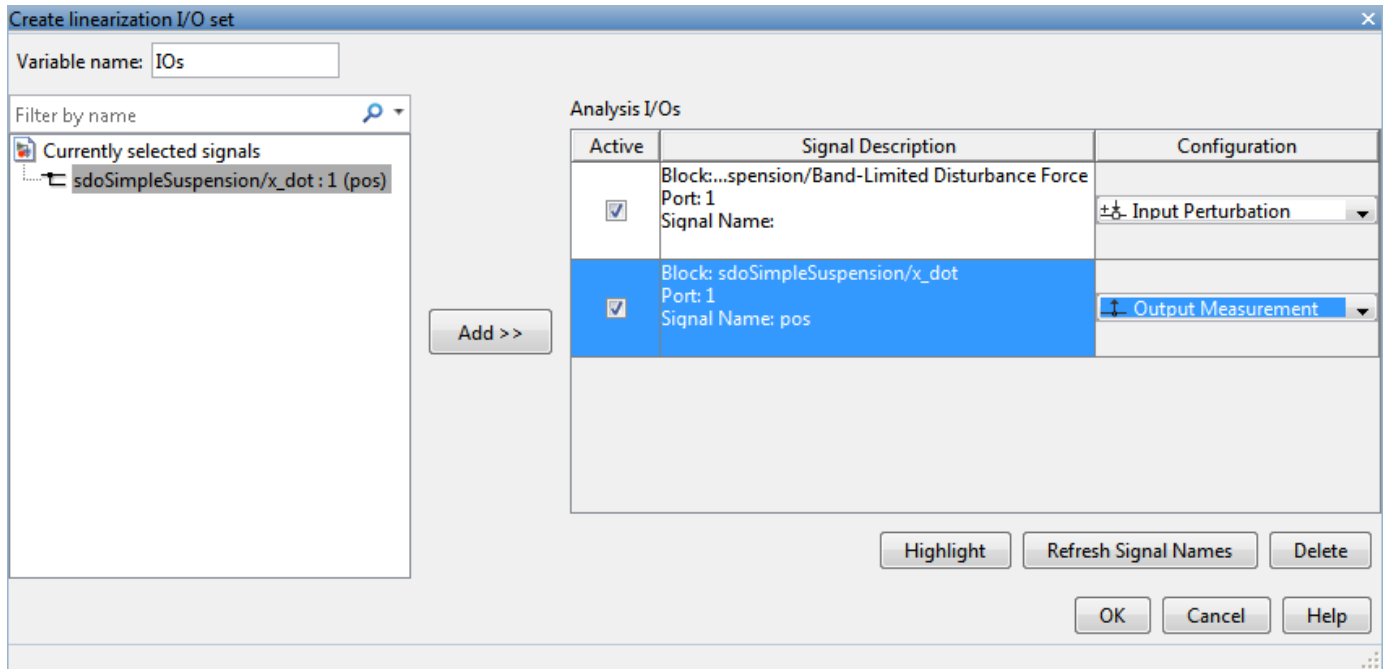 Create linearization I/O set
Variable name: IOs
Filter by name
Currently selected signals
sdoSimpleSuspension/x_dot : 1 (pos)
Add >>
Analysis I/Os
Active Signal Description Configuration
Block:...spension/Band-Limited Disturbance Force
Port: 1
Signal Name:
Input Perturbation
Block: sdoSimpleSuspension/x_dot
Port: 1
Signal Name: pos
Output Measurement
Highlight Refresh Signal Names Delete
OK Cancel Help